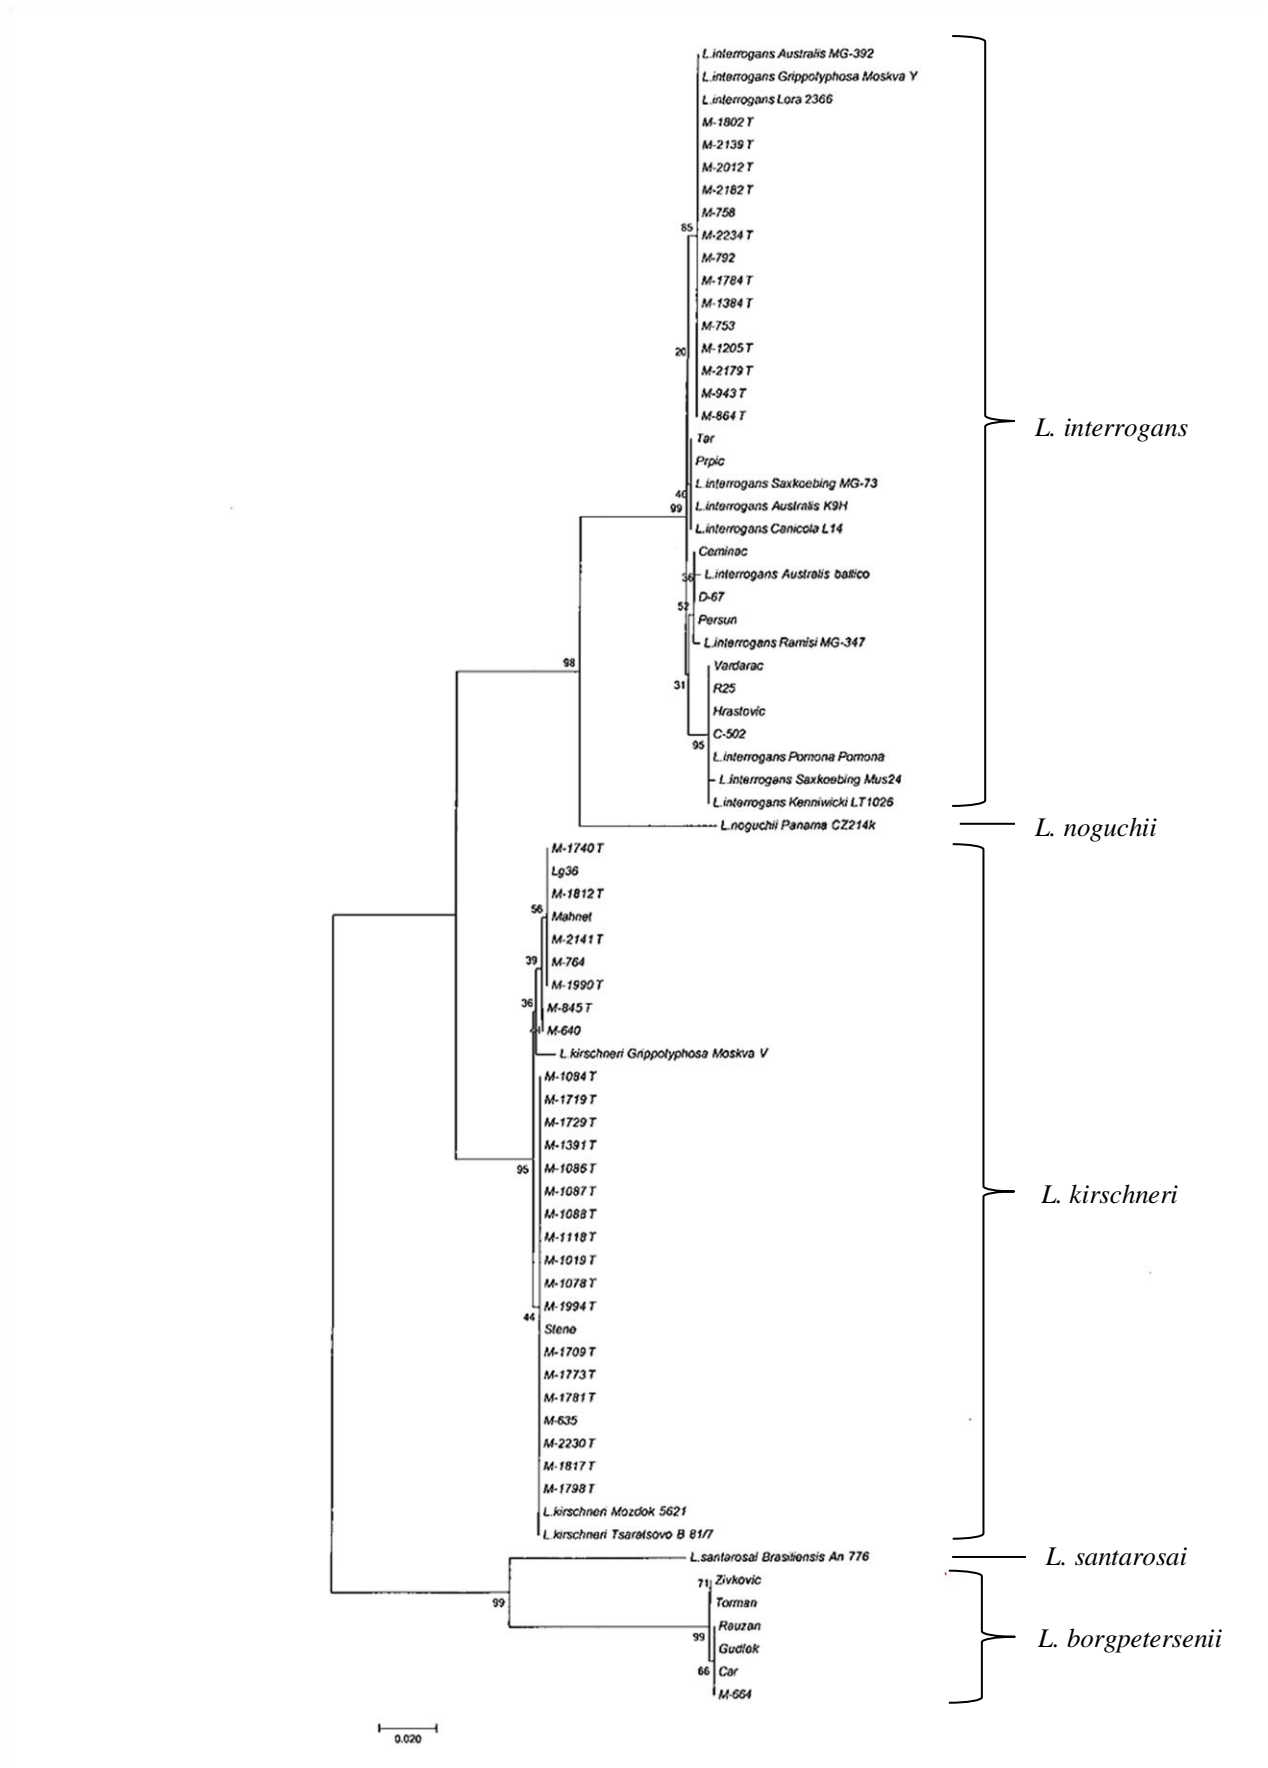 L.interrogans Australis MG-392
L.interrogans Grippotyphosa Moskva Y
L.interrogans Lora 2366
M-1802 T
M-2139 T
M-2012 T
M-2182 T
M-758
85
M-2234 T
M-792
M-1784 T
M-1384 T
M-753
20
M-1205 T
M-2179 T
M-943 T
M-864 T
L. interrogans
Tar
Prpic
L.interrogans Saxkoebing MG-73
40
99
L.interrogans Australis K9H
L.interrogans Canicola L14
Ceminac
36
L.interrogans Australis ballico
D-67
52
Persun
L.interrogans Ramisi MG-347
98
Vardarac
31
R25
Hrastovic
C-502
95
L.interrogans Pomona Pomona
L.interrogans Saxkoebing Mus24
L.interrogans Kenniwicki LT1026
L.noguchii Panama CZ214k
L. noguchii
M-1740 T
Lg36
M-1812 T
56
Mahnet
M-2141 T
39
M-764
M-1990 T
36
M-845 T
M-640
L.kirschneri Grippotyphosa Moskva V
M-1084 T
M-1719 T
M-1729 T
M-1391 T
95
M-1086 T
M-1087 T
L. kirschneri
M-1088 T
M-1118 T
M-1019 T
M-1078 T
M-1994 T
44
Steno
M-1709 T
M-1773 T
M-1781 T
M-635
M-2230 T
M-1817 T
M-1798 T
L.kirschneri Mozdok 5621
L.kirschneri Tsaratsovo B 81/7
L.santarosai Brasiliensis An 776
L. santarosai
71
Zivkovic
99
Torman
Rauzan
99
L. borgpetersenii
Gudlek
66
Car
M-664
0.020